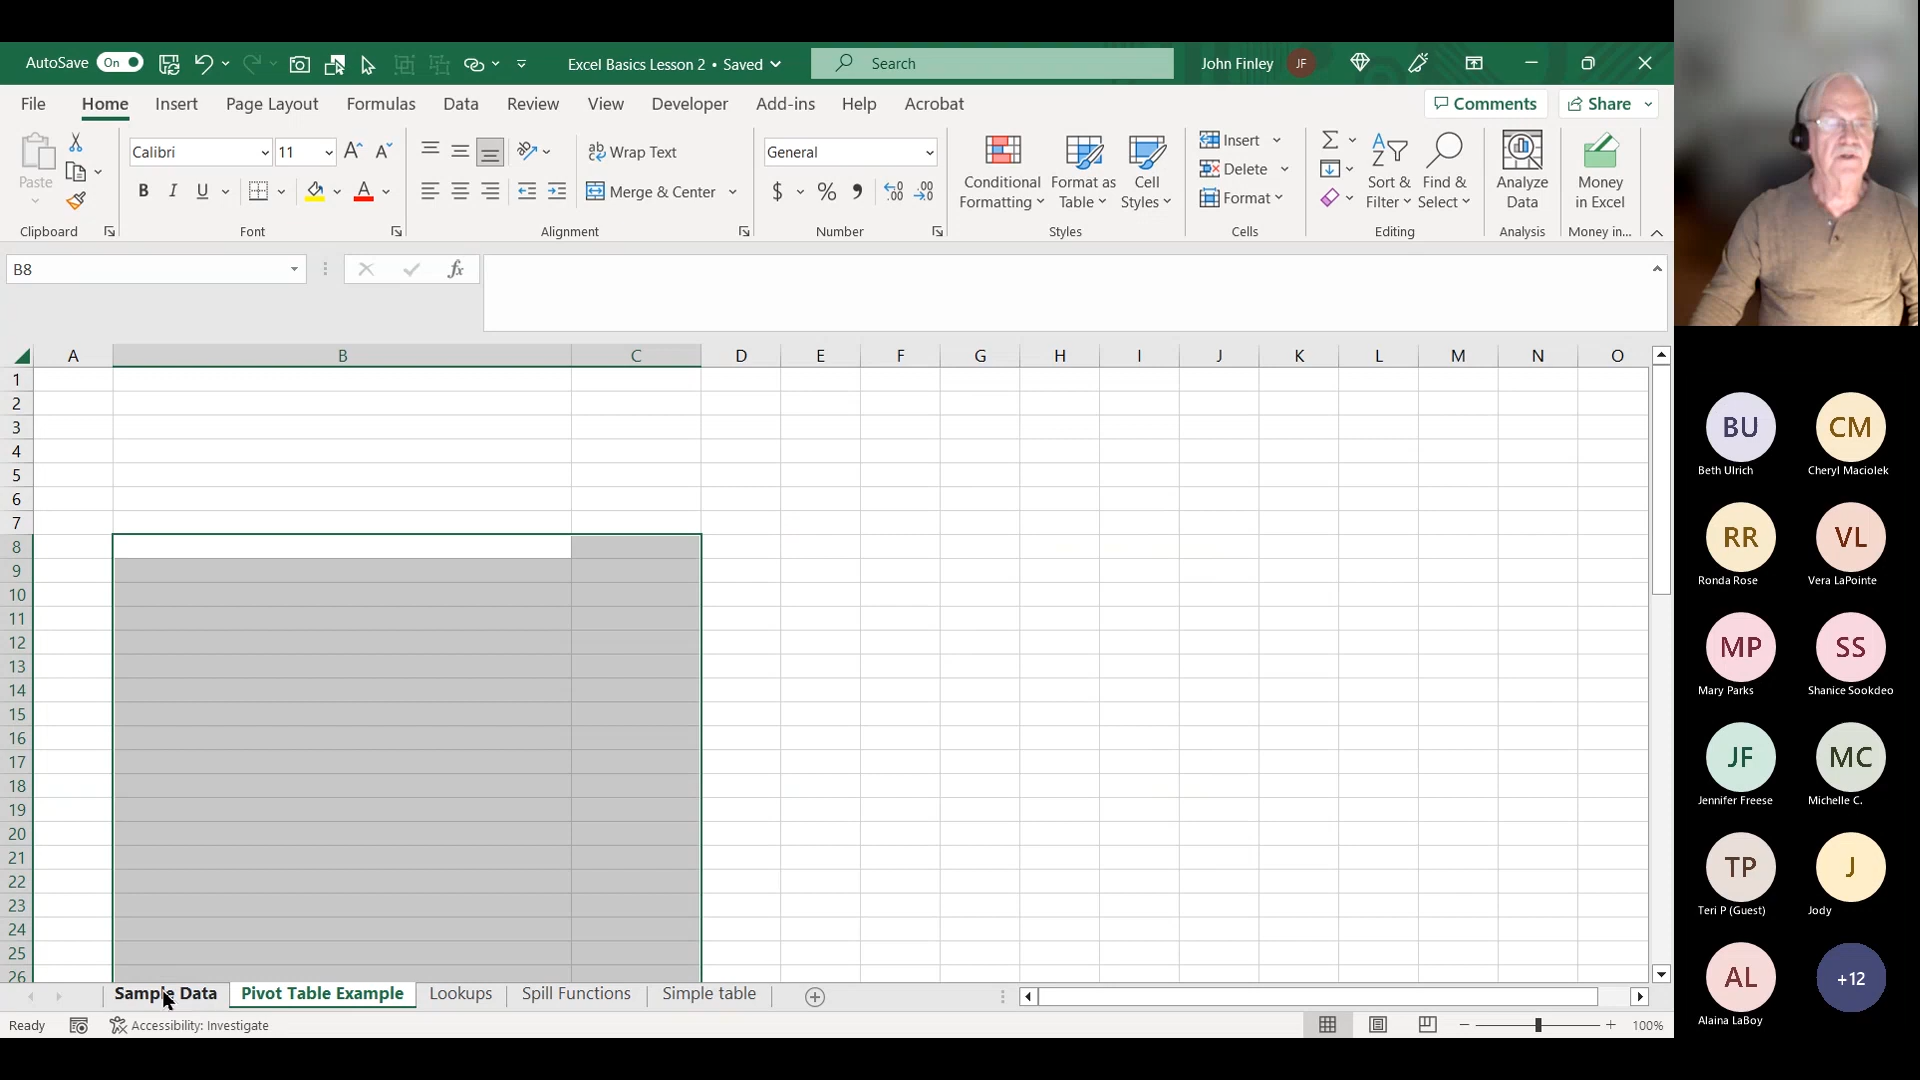 AutoSave On Excel Basics Lesson 2 • Saved Search John Finley JF
File Home Insert Page Layout Formulas Data Review View Developer Add-ins Help Acrobat Comments Share
Paste
Clipboard
Calibri 11
B I U
Font
Wrap Text
Merge & Center
Alignment
General
$ % 9
Number
Conditional Formatting
Format as Table
Cell Styles
Styles
Insert
Delete
Format
Cells
Sort & Filter
Find & Select
Editing
Analyze Data
Analysis
Money in Excel
Money in...
B8 fx
A B C D E F G H I J K L M N O
1
2
3
4
5
6
7
8
9
10
11
12
13
14
15
16
17
18
19
20
21
22
23
24
25
26
Sample Data Pivot Table Example Lookups Spill Functions Simple table
Ready Accessibility: Investigate 100%
BU CM
Beth Ulrich Cheryl Maciolek
RR VL
Ronda Rose Vera LaPointe
MP SS
Mary Parks Shanice Sookdeo
JF MC
Jennifer Freese Michelle C.
TP J
Teri P (Guest) Jody
AL +12
Alaina LaBoy